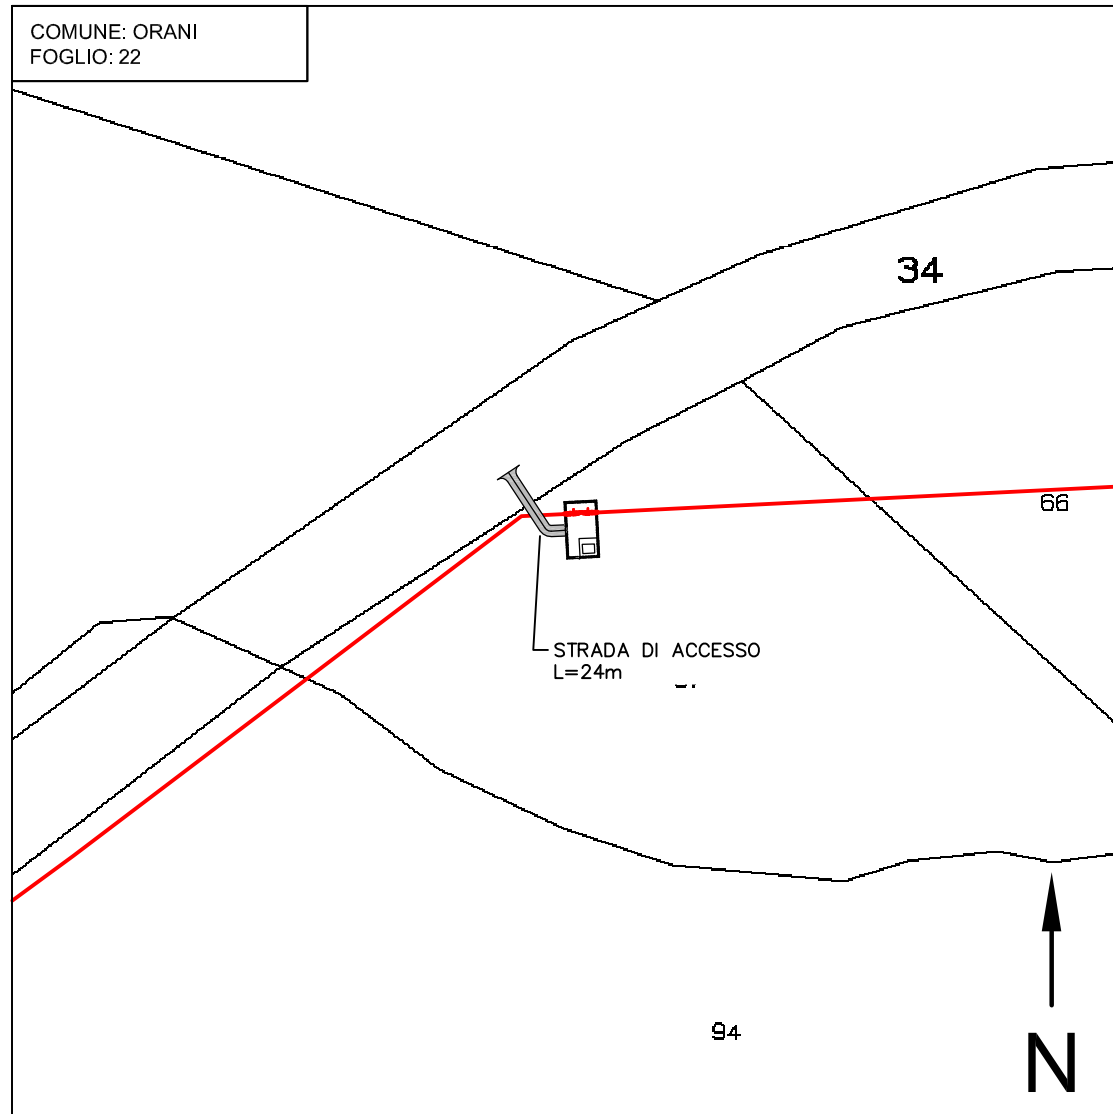 COMUNE: ORANI
FOGLIO: 22
34
66
STRADA DI ACCESSO
L=24m
94
N